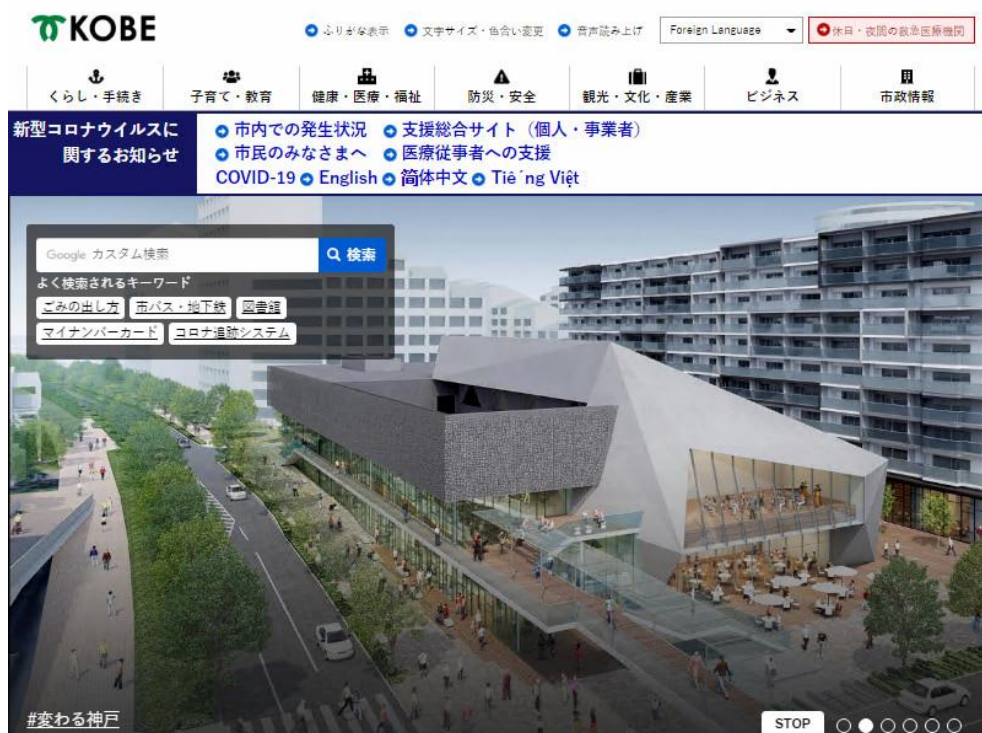 KOBE
ふりがな表示 文字サイズ・色合い変更 音声読み上げ Foreign Language 休日・夜間の救急医療機関
くらし・手続き 子育て・教育 健康・医療・福祉 防災・安全 観光・文化・産業 ビジネス 市政情報
新型コロナウイルスに
関するお知らせ
市内での発生状況 支援総合サイト（個人・事業者）
市民のみなさまへ 医療従事者への支援
COVID-19 English 简体中文 Tiê´ng Việt
Google カスタム検索 検索
よく検索されるキーワード
ごみの出し方 市バス・地下鉄 図書館
マイナンバーカード コロナ追跡システム
#変わる神戸
STOP